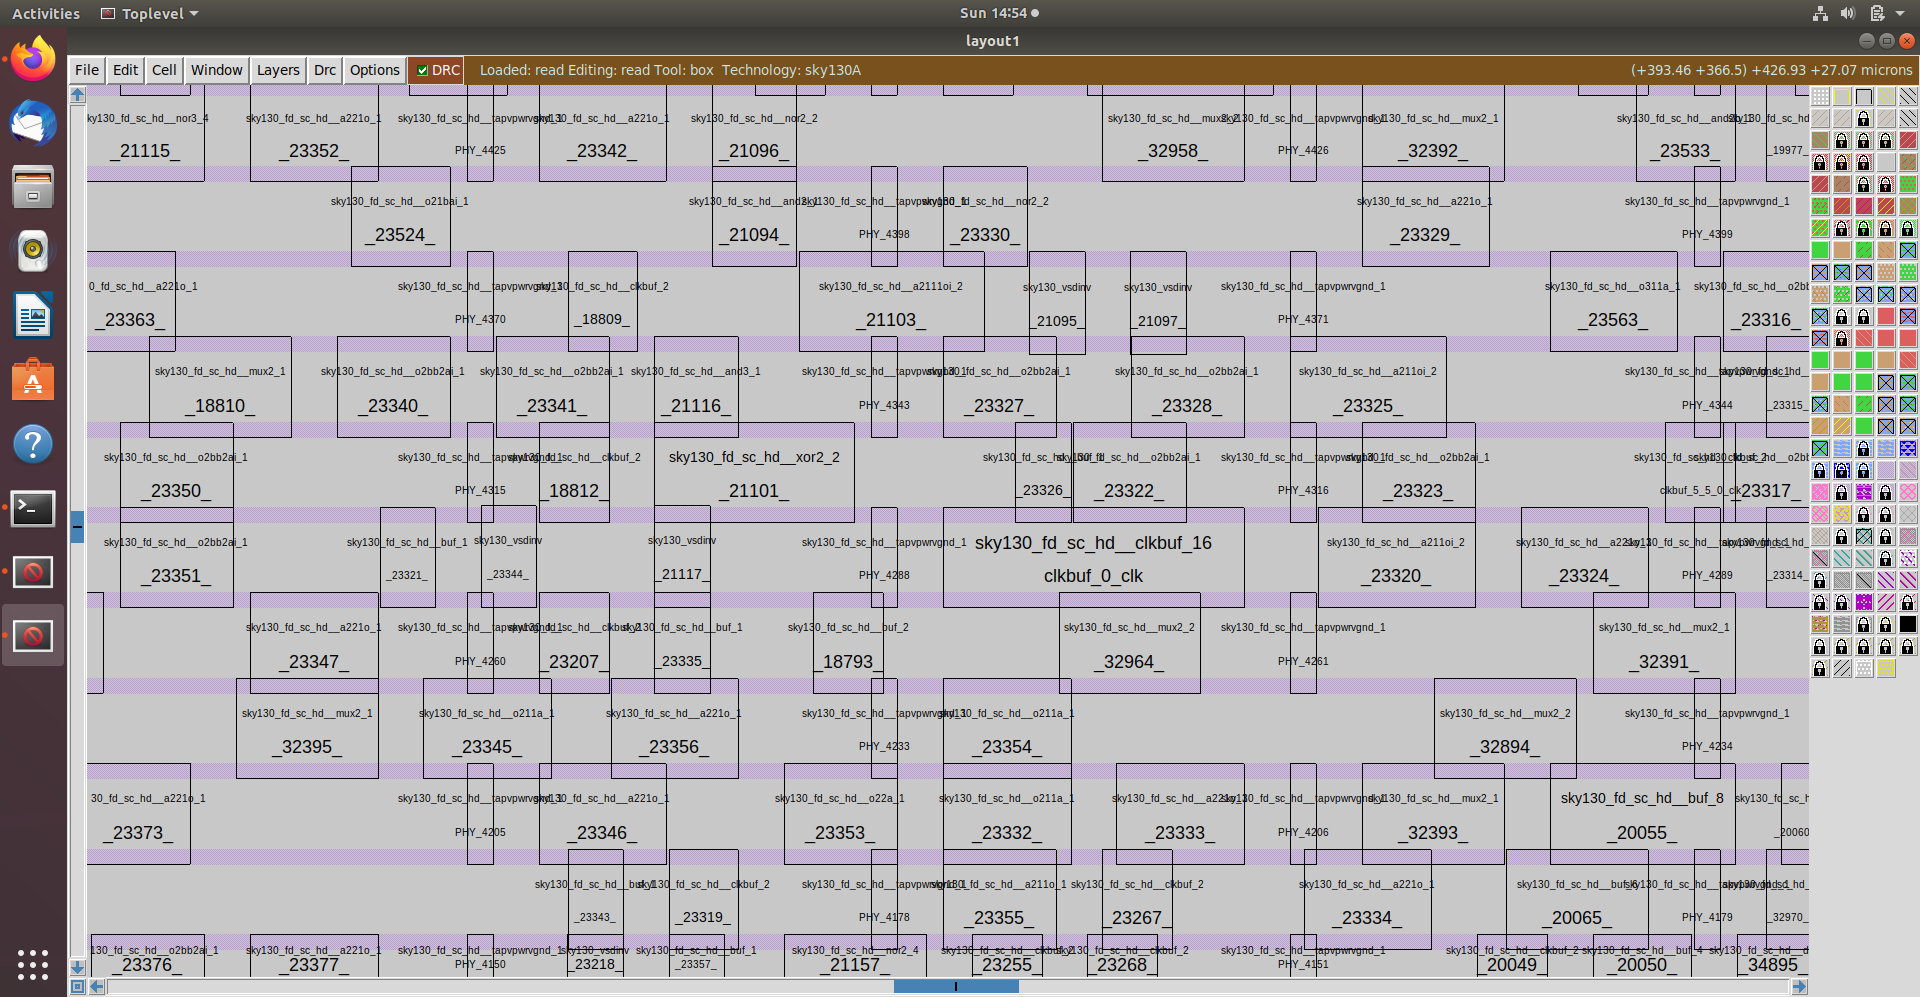 Activities Toplevel Sun 14:54
layout1
File Edit Cell Window Layers Drc Options DRC Loaded: read Editing: read Tool: box Technology: sky130A (+393.46 +366.5) +426.93 +27.07 microns
ky130_fd_sc_hd__nor3_4 sky130_fd_sc_hd__a221o_1 sky130_fd_sc_hd__a221o_1 sky130_fd_sc_hd__nor2_2 sky130_fd_sc_hd__mux2_1
_21115_ _23352_ PHY_4425 _23342_ _21096_ _32958_ PHY_4426 _32392_ _23533_ _19977_
sky130_fd_sc_hd__o21bai_1 sky130_fd_sc_hd__nor2_2 sky130_fd_sc_hd__a221o_1 sky130_fd_sc_hd__tapvpwrvgnd_1
_23524_ _21094_ PHY_4398 _23330_ _23329_ PHY_4399
0_fd_sc_hd__a221o_1 sky130_fd_sc_hd__clkbuf_2 sky130_fd_sc_hd__a2111oi_2 sky130_vsdinv sky130_vsdinv sky130_fd_sc_hd__tapvpwrvgnd_1 sky130_fd_sc_hd__o311a_1 sky130_fd_sc_hd__o2bb
_23363_ PHY_4370 _18809_ _21103_ _21095_ _21097_ PHY_4371 _23563_ _23316_
sky130_fd_sc_hd__mux2_1 sky130_fd_sc_hd__o2bb2ai_1 sky130_fd_sc_hd__o2bb2ai_1 sky130_fd_sc_hd__and3_1 sky130_fd_sc_hd__o2bb2ai_1 sky130_fd_sc_hd__o2bb2ai_1 sky130_fd_sc_hd__a211oi_2
_18810_ _23340_ _23341_ _21116_ PHY_4343 _23327_ _23328_ _23325_ PHY_4344 _23315_
sky130_fd_sc_hd__o2bb2ai_1 sky130_fd_sc_hd__clkbuf_2 sky130_fd_sc_hd__xor2_2 sky130_fd_sc_hd__o2bb2ai_1 sky130_fd_sc_hd__o2bb2ai_1
_23350_ PHY_4315 _18812_ _21101_ _23326_ _23322_ PHY_4316 _23323_ clkbuf_5_5_0_clk _23317_
sky130_fd_sc_hd__o2bb2ai_1 sky130_fd_sc_hd__buf_1 sky130_vsdinv sky130_vsdinv sky130_fd_sc_hd__tapvpwrvgnd_1 sky130_fd_sc_hd__clkbuf_16 sky130_fd_sc_hd__a211oi_2
_23351_ _23321_ _23344_ _21117_ PHY_4288 clkbuf_0_clk _23320_ _23324_ PHY_4289 _23314_
sky130_fd_sc_hd__a221o_1 sky130_fd_sc_hd__buf_1 sky130_fd_sc_hd__buf_2 sky130_fd_sc_hd__mux2_2 sky130_fd_sc_hd__tapvpwrvgnd_1 sky130_fd_sc_hd__mux2_1
_23347_ PHY_4260 _23207_ _23335_ _18793_ _32964_ PHY_4261 _32391_
sky130_fd_sc_hd__mux2_1 sky130_fd_sc_hd__o211a_1 sky130_fd_sc_hd__a221o_1 sky130_fd_sc_hd__o211a_1 sky130_fd_sc_hd__mux2_2 sky130_fd_sc_hd__tapvpwrvgnd_1
_32395_ _23345_ _23356_ PHY_4233 _23354_ _32894_ PHY_4234
30_fd_sc_hd__a221o_1 sky130_fd_sc_hd__a221o_1 sky130_fd_sc_hd__o22a_1 sky130_fd_sc_hd__o211a_1 sky130_fd_sc_hd__mux2_1 sky130_fd_sc_hd__buf_8 sky130_fd_sc_h
_23373_ PHY_4205 _23346_ _23353_ _23332_ _23333_ PHY_4206 _32393_ _20055_ _20060
sky130_fd_sc_hd__clkbuf_2 sky130_fd_sc_hd__a211o_1 sky130_fd_sc_hd__clkbuf_2 sky130_fd_sc_hd__a221o_1
_23343_ _23319_ PHY_4178 _23355_ _23267_ _23334_ _20065_ PHY_4179 _32970_
130_fd_sc_hd__o2bb2ai_1 sky130_fd_sc_hd__a221o_1 sky130_fd_sc_hd__tapvpwrvgnd_1 sky130_vsdinv sky130_fd_sc_hd__buf_1 sky130_fd_sc_hd__nor2_4 sky130_fd_sc_hd__clkbuf_2 sky130_fd_sc_hd__tapvpwrvgnd_1 sky130_fd_sc_hd__clkbuf_2 sky130_fd_sc_hd__buf_4
_23376_ _23377_ PHY_4150 _23218_ _23357_ _21157_ _23255_ _23268_ PHY_4151 _20049_ _20050_ _34895_